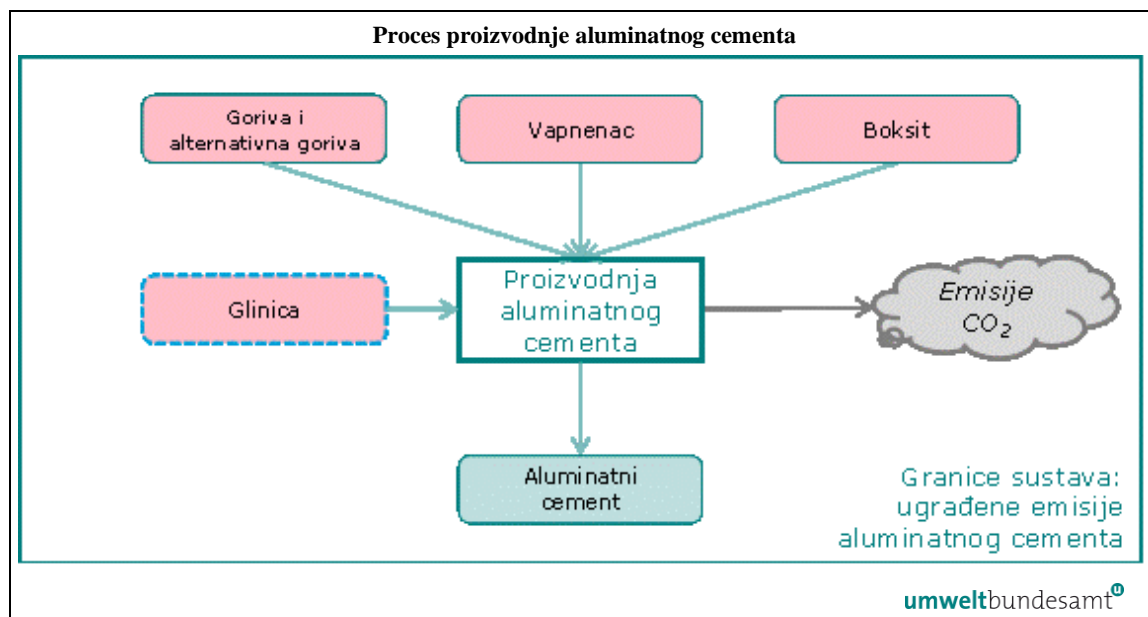 Proces proizvodnje aluminatnog cementa
Goriva i
alternativna goriva
Vapnenac
Boksit
Glinica
Proizvodnja
aluminatnog
cementa
Emisije
CO₂
Aluminatni
cement
Granice sustava:
ugrađene emisije
aluminatnog cementa
umweltbundesamt ᵘ